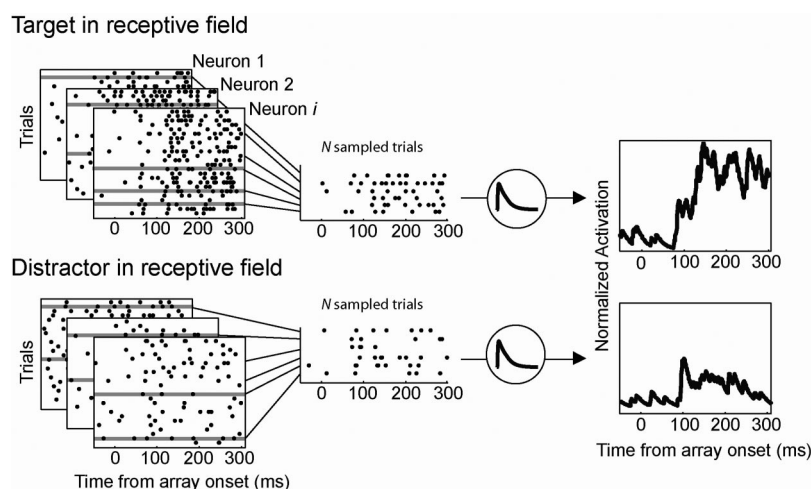 Target in receptive field
Neuron 1
Neuron 2
Neuron i
Trials
N sampled trials
0 100 200 300
0 100 200 300
Normalized Activation
0 100 200 300
Distractor in receptive field
Trials
N sampled trials
0 100 200 300
0 100 200 300
0 100 200 300
Time from array onset (ms)
Time from array onset (ms)